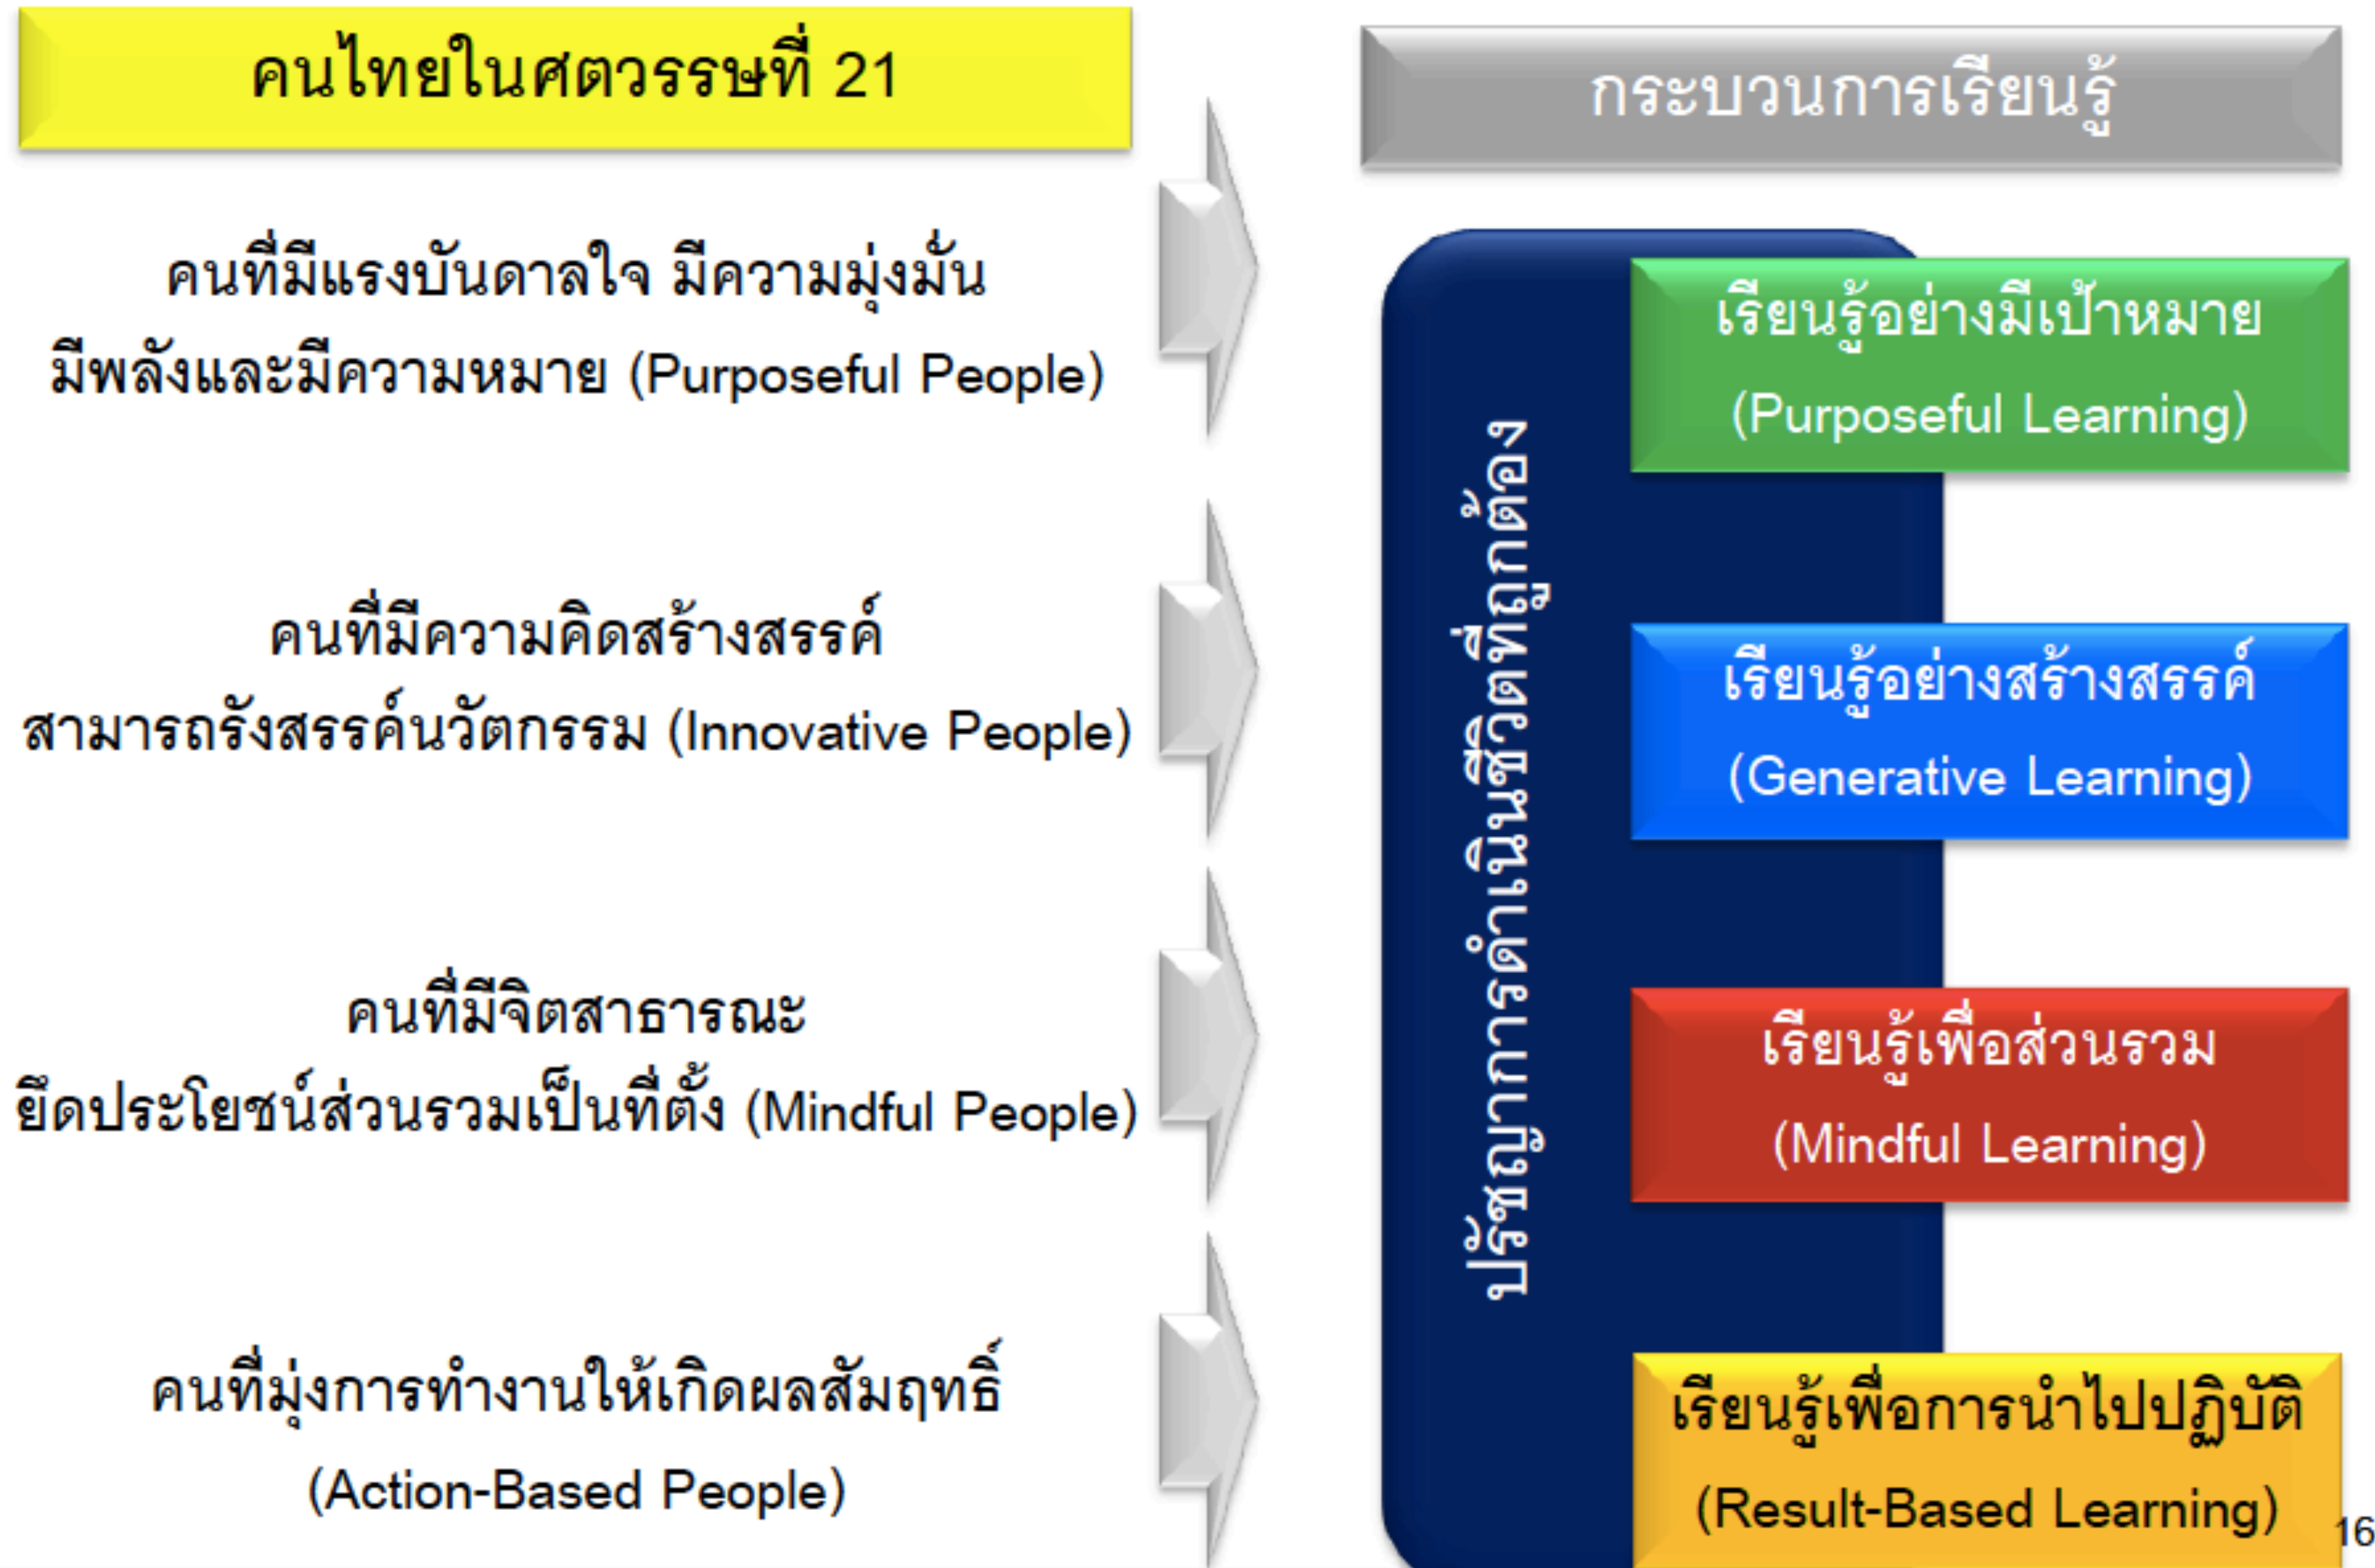 คนไทยในศตวรรษที่ 21
กระบวนการเรียนรู้
คนที่มีแรงบันดาลใจ มีความมุ่งมั่น
มีพลังและมีความหมาย (Purposeful People)
คนที่มีความคิดสร้างสรรค์
สามารถรังสรรค์นวัตกรรม (Innovative People)
คนที่มีจิตสาธารณะ
ยึดประโยชน์ส่วนรวมเป็นที่ตั้ง (Mindful People)
คนที่มุ่งการทำงานให้เกิดผลสัมฤทธิ์
(Action-Based People)
ปรัชญาการดำเนินชีวิตที่ถูกต้อง
เรียนรู้อย่างมีเป้าหมาย
(Purposeful Learning)
เรียนรู้อย่างสร้างสรรค์
(Generative Learning)
เรียนรู้เพื่อส่วนรวม
(Mindful Learning)
เรียนรู้เพื่อการนำไปปฏิบัติ
(Result-Based Learning)
16